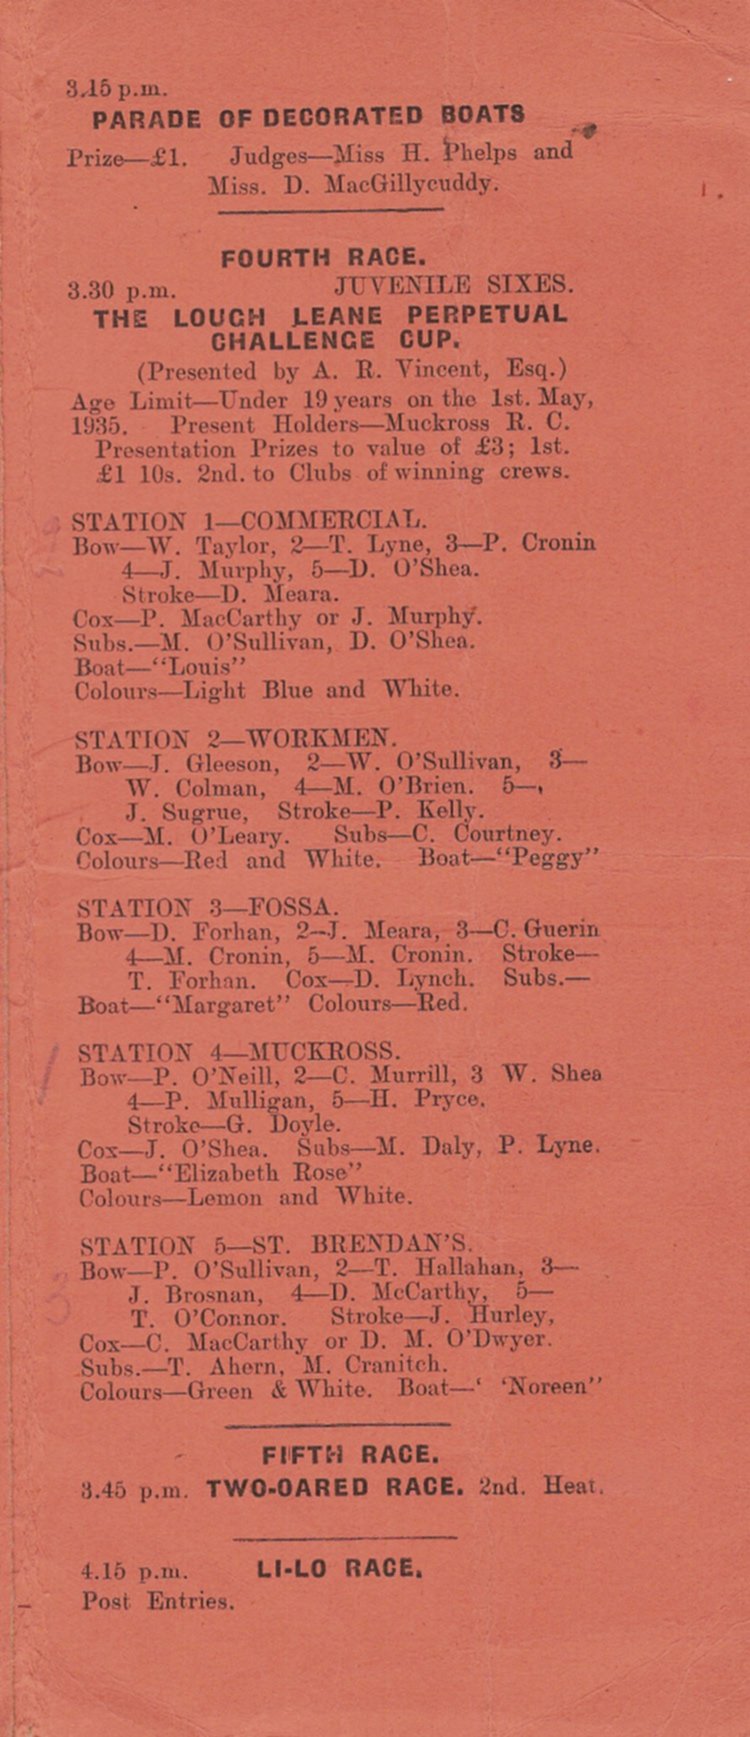 3.15 p.m.
PARADE OF DECORATED BOATS
Prize—£1. Judges—Miss H. Phelps and
Miss. D. MacGillycuddy.
FOURTH RACE.
3.30 p.m. JUVENILE SIXES.
THE LOUGH LEANE PERPETUAL
CHALLENGE CUP.
(Presented by A. R. Vincent, Esq.)
Age Limit—Under 19 years on the 1st. May,
1935. Present Holders—Muckross R. C.
Presentation Prizes to value of £3; 1st.
£1 10s. 2nd. to Clubs of winning crews.
STATION 1—COMMERCIAL.
Bow—W. Taylor, 2—T. Lyne, 3—P. Cronin
4—J. Murphy, 5—D. O'Shea.
Stroke—D. Meara.
Cox—P. MacCarthy or J. Murphy.
Subs.—M. O'Sullivan, D. O'Shea.
Boat—"Louis"
Colours—Light Blue and White.
STATION 2—WORKMEN.
Bow—J. Gleeson, 2—W. O'Sullivan, 3—
W. Colman, 4—M. O'Brien. 5—,
J. Sugrue, Stroke—P. Kelly.
Cox—M. O'Leary. Subs—C. Courtney.
Colours—Red and White. Boat—"Peggy"
STATION 3—FOSSA.
Bow—D. Forhan, 2—J. Meara, 3—C. Guerin
4—M. Cronin, 5—M. Cronin. Stroke—
T. Forhan. Cox—D. Lynch. Subs.—
Boat—"Margaret" Colours—Red.
STATION 4—MUCKROSS.
Bow—P. O'Neill, 2—C. Murrill, 3 W. Shea
4—P. Mulligan, 5—H. Pryce.
Stroke—G. Doyle.
Cox—J. O'Shea. Subs—M. Daly, P. Lyne.
Boat—"Elizabeth Rose"
Colours—Lemon and White.
STATION 5—ST. BRENDAN'S.
Bow—P. O'Sullivan, 2—T. Hallahan, 3—
J. Brosnan, 4—D. McCarthy, 5—
T. O'Connor. Stroke—J. Hurley,
Cox—C. MacCarthy or D. M. O'Dwyer.
Subs.—T. Ahern, M. Cranitch.
Colours—Green & White. Boat—' 'Noreen"
FIFTH RACE.
3.45 p.m. TWO-OARED RACE. 2nd. Heat.
4.15 p.m. LI-LO RACE.
Post Entries.